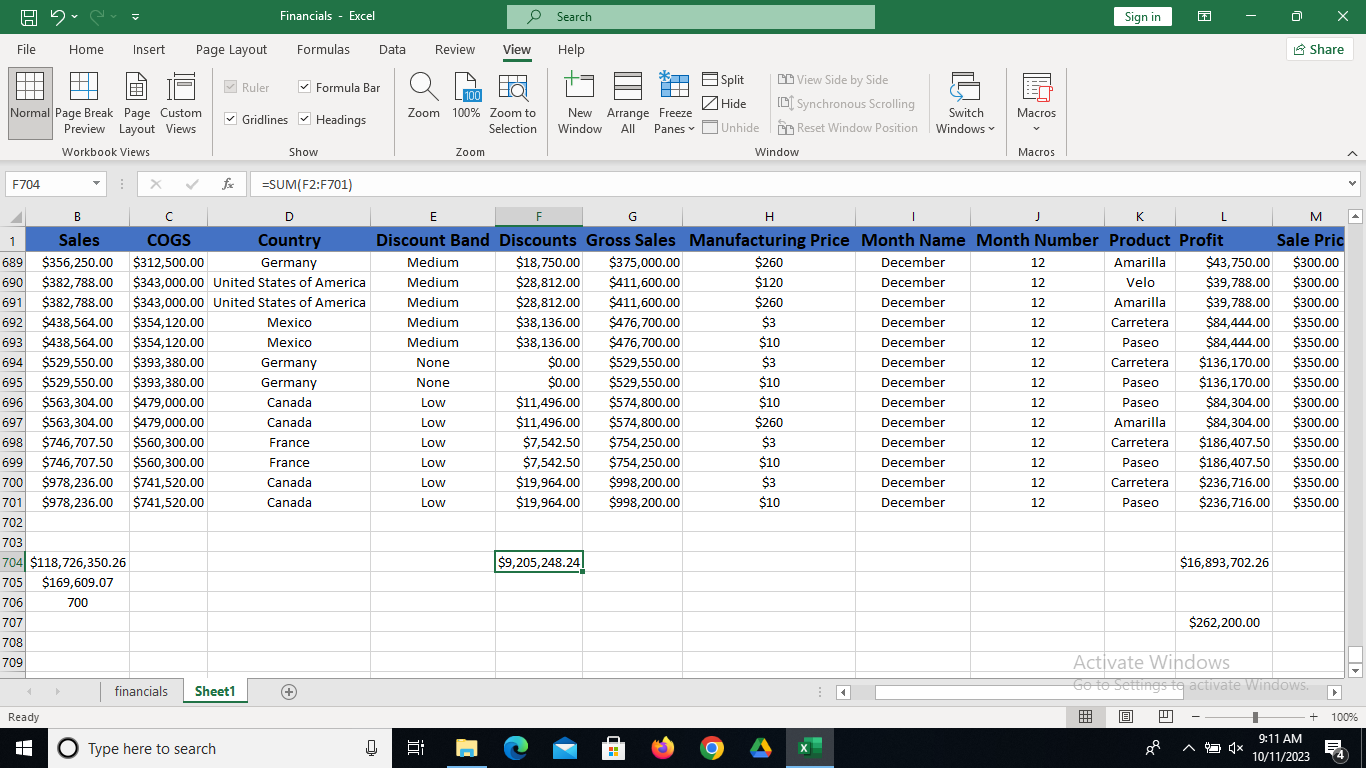 Financials - Excel
Search
Sign in
File Home Insert Page Layout Formulas Data Review View Help
Share
Normal Page Break Preview Page Layout Custom Views
Workbook Views
Ruler Formula Bar
Gridlines Headings
Show
Zoom 100% Zoom to Selection
100
Zoom
New Window Arrange All Freeze Panes
Split
Hide
Unhide
View Side by Side
Synchronous Scrolling
Reset Window Position
Switch Windows
Window
Macros
Macros
F704 fx =SUM(F2:F701)
B C D E F G H I J K L M
1 Sales COGS Country Discount Band Discounts Gross Sales Manufacturing Price Month Name Month Number Product Profit Sale Pric
689 $356,250.00 $312,500.00 Germany Medium $18,750.00 $375,000.00 $260 December 12 Amarilla $43,750.00 $300.00
690 $382,788.00 $343,000.00 United States of America Medium $28,812.00 $411,600.00 $120 December 12 Velo $39,788.00 $300.00
691 $382,788.00 $343,000.00 United States of America Medium $28,812.00 $411,600.00 $260 December 12 Amarilla $39,788.00 $300.00
692 $438,564.00 $354,120.00 Mexico Medium $38,136.00 $476,700.00 $3 December 12 Carretera $84,444.00 $350.00
693 $438,564.00 $354,120.00 Mexico Medium $38,136.00 $476,700.00 $10 December 12 Paseo $84,444.00 $350.00
694 $529,550.00 $393,380.00 Germany None $0.00 $529,550.00 $3 December 12 Carretera $136,170.00 $350.00
695 $529,550.00 $393,380.00 Germany None $0.00 $529,550.00 $10 December 12 Paseo $136,170.00 $350.00
696 $563,304.00 $479,000.00 Canada Low $11,496.00 $574,800.00 $10 December 12 Paseo $84,304.00 $300.00
697 $563,304.00 $479,000.00 Canada Low $11,496.00 $574,800.00 $260 December 12 Amarilla $84,304.00 $300.00
698 $746,707.50 $560,300.00 France Low $7,542.50 $754,250.00 $3 December 12 Carretera $186,407.50 $350.00
699 $746,707.50 $560,300.00 France Low $7,542.50 $754,250.00 $10 December 12 Paseo $186,407.50 $350.00
700 $978,236.00 $741,520.00 Canada Low $19,964.00 $998,200.00 $3 December 12 Carretera $236,716.00 $350.00
701 $978,236.00 $741,520.00 Canada Low $19,964.00 $998,200.00 $10 December 12 Paseo $236,716.00 $350.00
702
703
704 $118,726,350.26 $9,205,248.24 $16,893,702.26
705 $169,609.07
706 700
707 $262,200.00
708
709
Activate Windows
Go to Settings to activate Windows.
financials Sheet1
Ready
100%
Type here to search
9:11 AM
10/11/2023
4